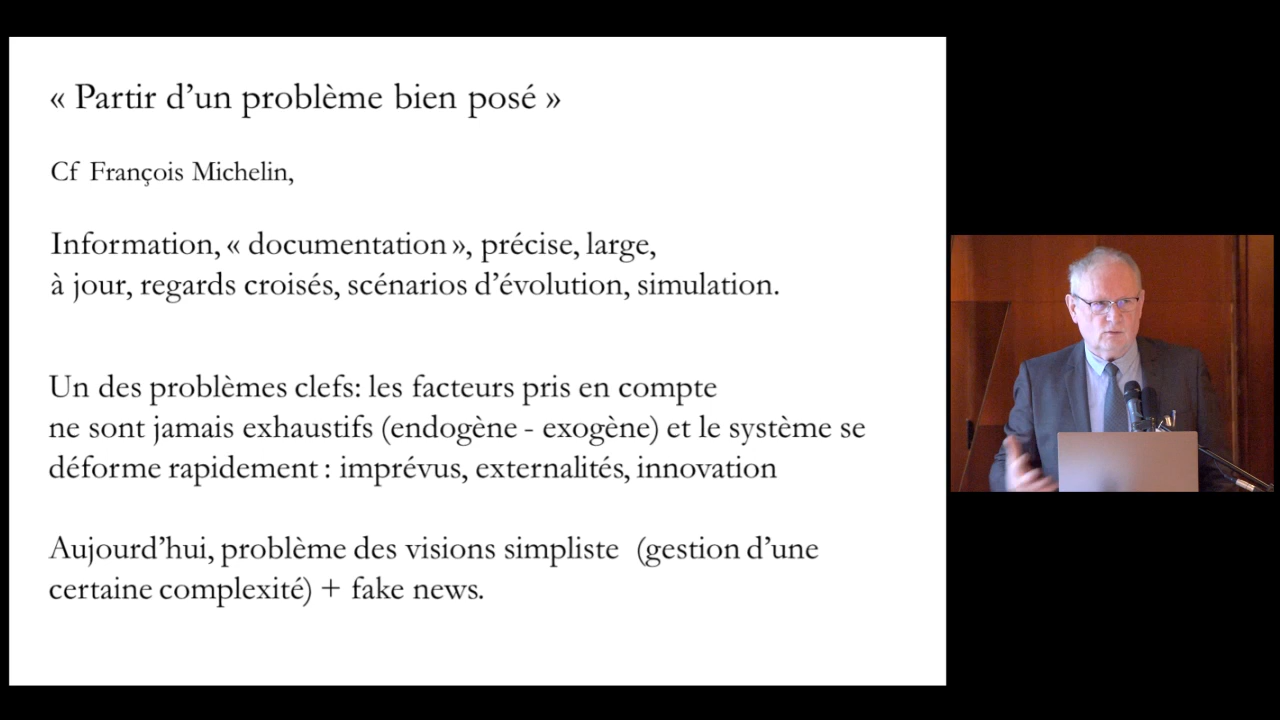 « Partir d’un problème bien posé »
Cf François Michelin,
Information, « documentation », précise, large,
à jour, regards croisés, scénarios d’évolution, simulation.
Un des problèmes clefs: les facteurs pris en compte
ne sont jamais exhaustifs (endogène - exogène) et le système se
déforme rapidement : imprévus, externalités, innovation
Aujourd’hui, problème des visions simpliste (gestion d’une
certaine complexité) + fake news.